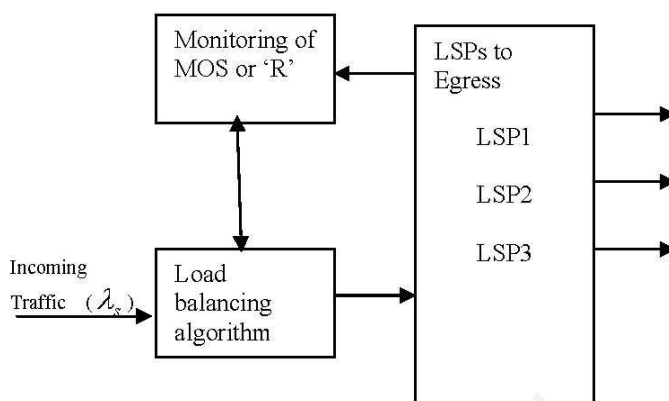 Monitoring of
MOS or ‘R’
LSPs to
Egress
LSP1
LSP2
LSP3
Incoming
Traffic (λs)
Load
balancing
algorithm